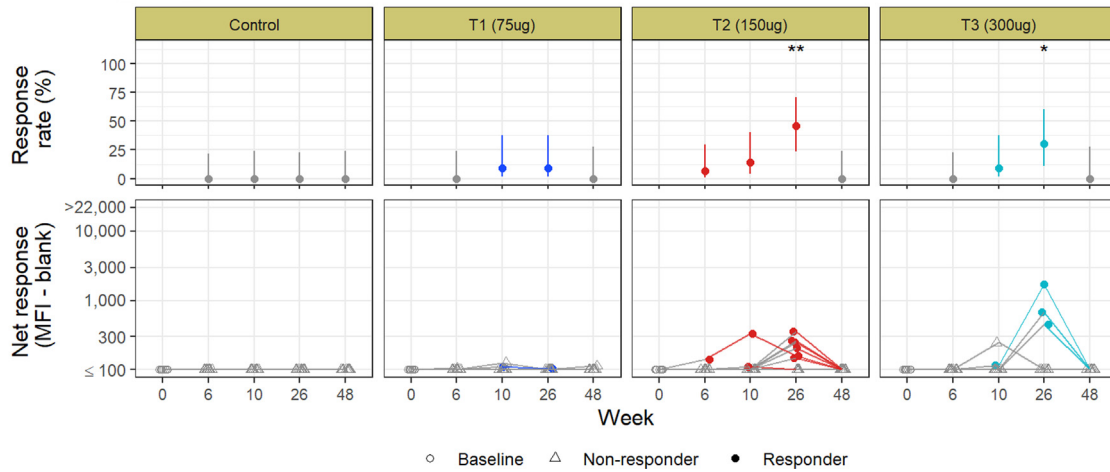 Control T1 (75ug) T2 (150ug) T3 (300ug)
** *
Response
rate (%)
100
75
50
25
0
Net response
(MFI - blank)
>22,000
10,000
3,000
1,000
300
≤ 100
0 6 10 26 48 0 6 10 26 48 0 6 10 26 48 0 6 10 26 48
Week
Baseline Non-responder Responder